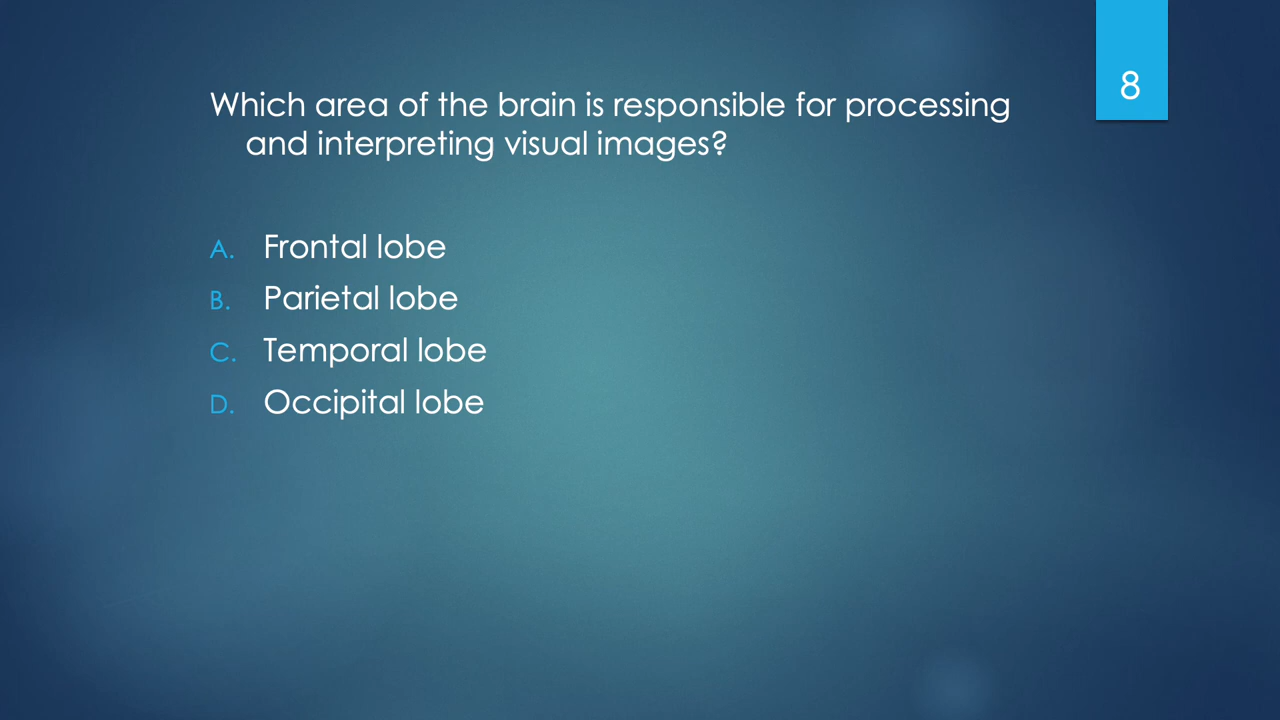 8
Which area of the brain is responsible for processing
and interpreting visual images?
A. Frontal lobe
B. Parietal lobe
C. Temporal lobe
D. Occipital lobe